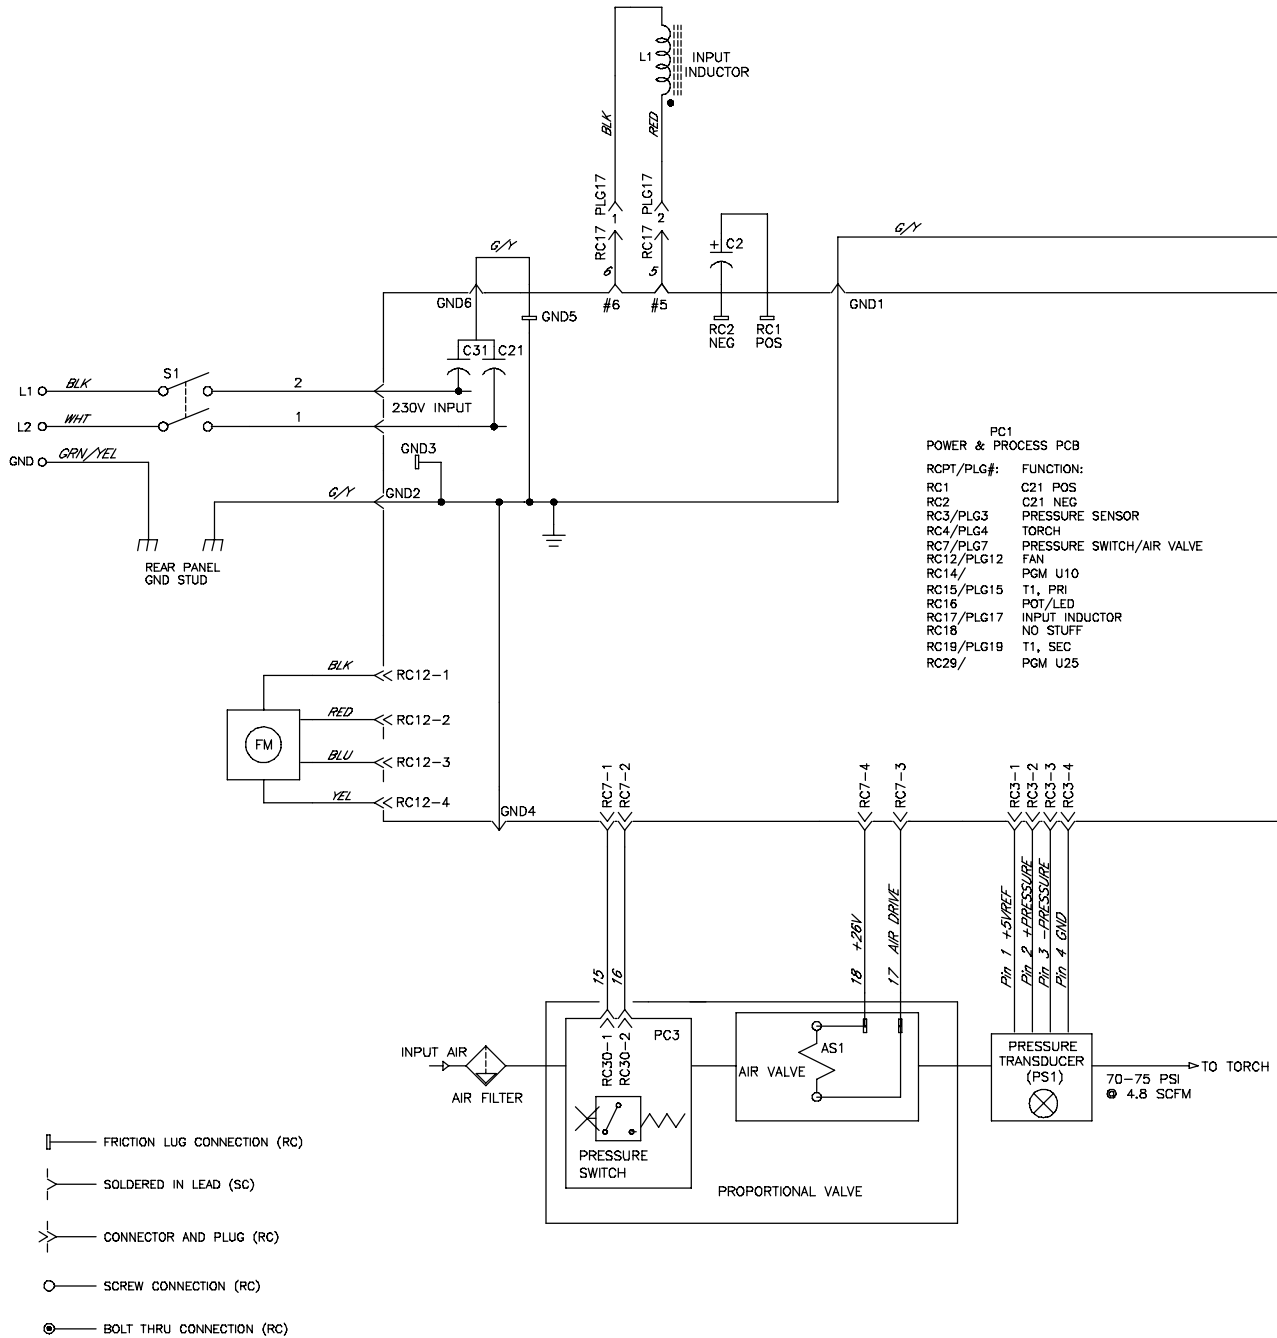 L1 INPUT
INDUCTOR
BLK
RED
RC17 PLG17
RC17 PLG17
1
2
6
5
#6
#5
+ C2
RC2
NEG
RC1
POS
G/Y
G/Y
GND6
GND5
GND1
C31
C21
L1 BLK
S1
2
L2 WHT
1
230V INPUT
GND GRN/YEL
GND3
G/Y
GND2
REAR PANEL
GND STUD
PC1
POWER & PROCESS PCB
RCPT/PLG#: FUNCTION:
RC1 C21 POS
RC2 C21 NEG
RC3/PLG3 PRESSURE SENSOR
RC4/PLG4 TORCH
RC7/PLG7 PRESSURE SWITCH/AIR VALVE
RC12/PLG12 FAN
RC14/ PGM U10
RC15/PLG15 T1, PRI
RC16 POT/LED
RC17/PLG17 INPUT INDUCTOR
RC18 NO STUFF
RC19/PLG19 T1, SEC
RC29/ PGM U25
BLK RC12-1
RED RC12-2
FM
BLU RC12-3
YEL RC12-4
GND4
RC7-1
RC7-2
RC7-4
RC7-3
RC3-1
RC3-2
RC3-3
RC3-4
15
16
18 +26V
17 AIR DRIVE
Pin 1 +5VREF
Pin 2 +PRESSURE
Pin 3 -PRESSURE
Pin 4 GND
INPUT AIR
AIR FILTER
RC30-1
RC30-2
PC3
PRESSURE
SWITCH
AIR VALVE
AS1
PROPORTIONAL VALVE
PRESSURE
TRANSDUCER
(PS1)
70-75 PSI
@ 4.8 SCFM
TO TORCH
FRICTION LUG CONNECTION (RC)
SOLDERED IN LEAD (SC)
CONNECTOR AND PLUG (RC)
SCREW CONNECTION (RC)
BOLT THRU CONNECTION (RC)